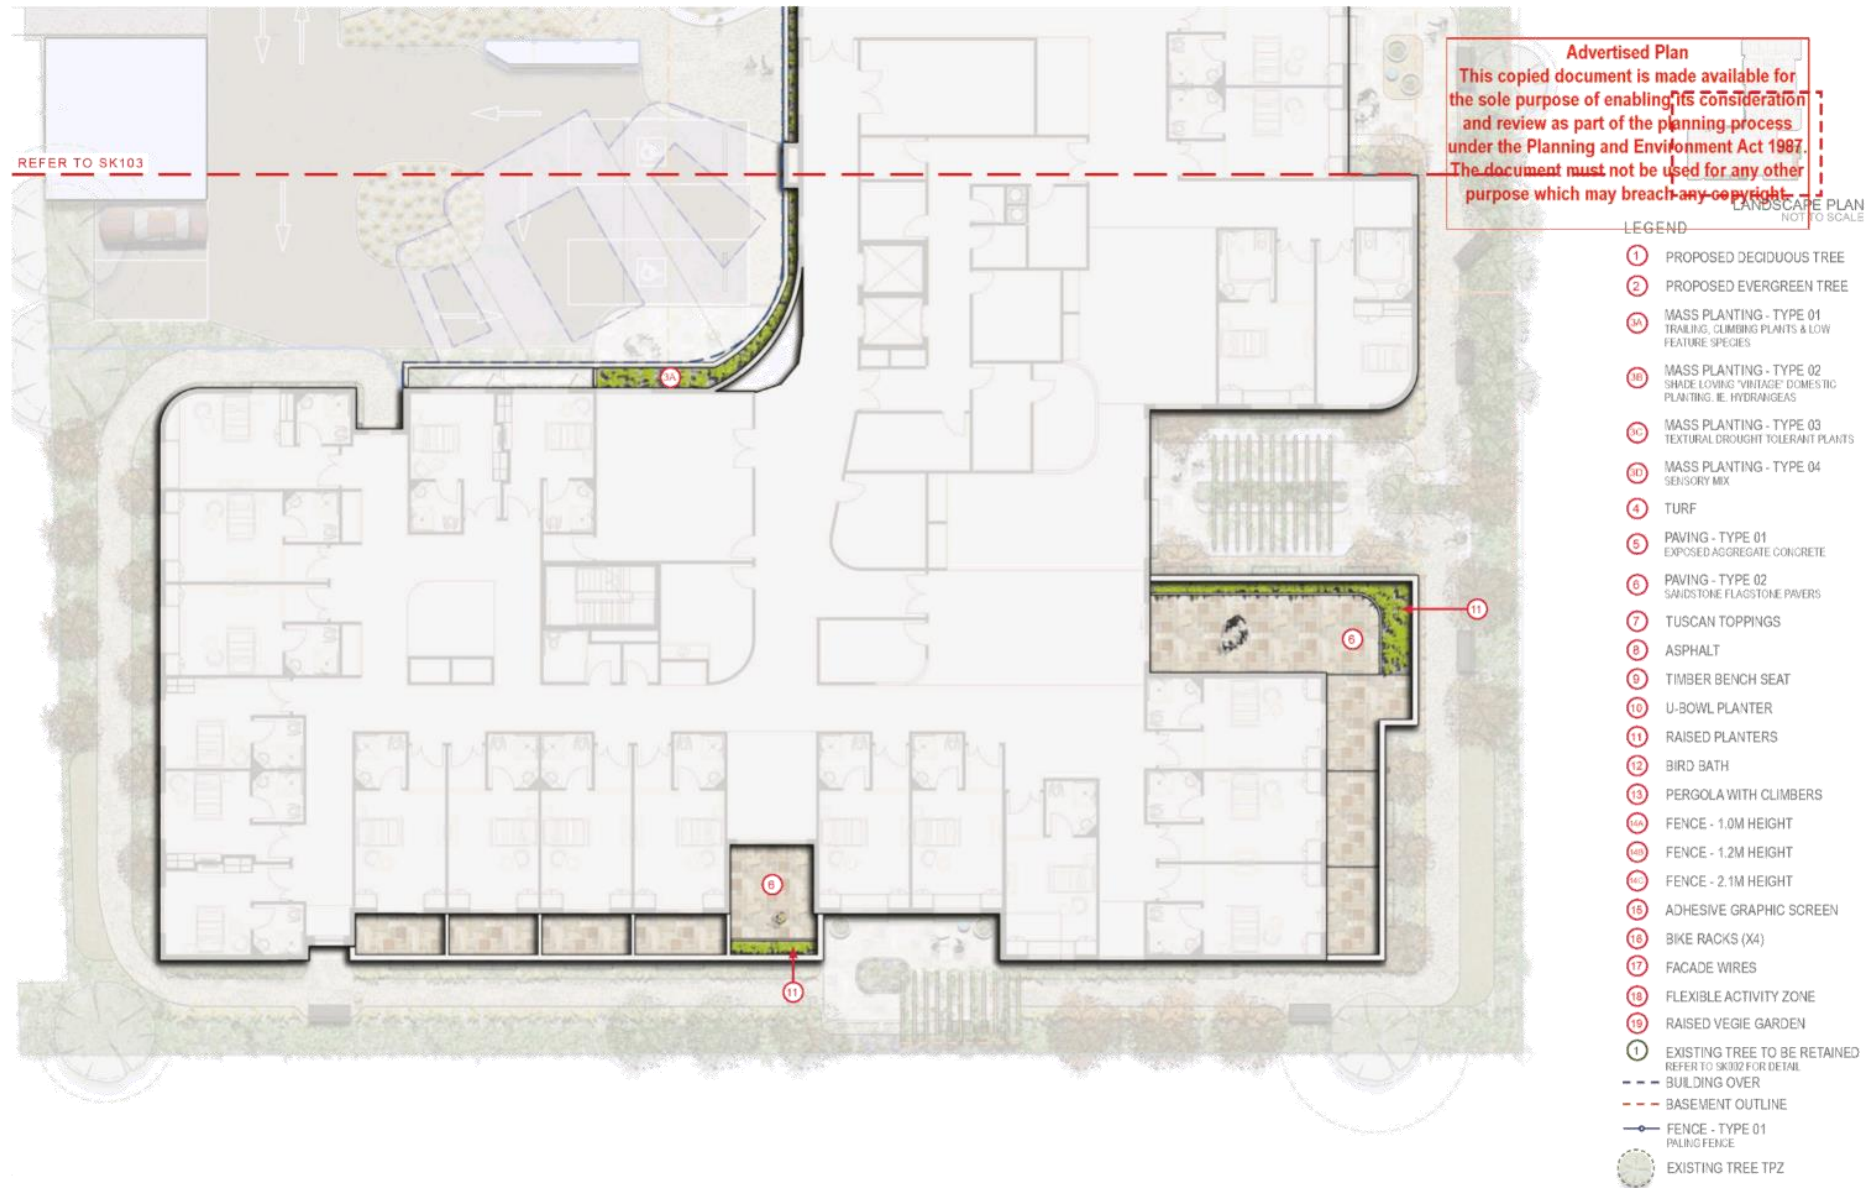 Advertised Plan
This copied document is made available for
the sole purpose of enabling its consideration
and review as part of the planning process
under the Planning and Environment Act 1987.
The document must not be used for any other
purpose which may breach any copyright.
REFER TO SK103
LANDSCAPE PLAN
NOT TO SCALE
LEGEND
1 PROPOSED DECIDUOUS TREE
2 PROPOSED EVERGREEN TREE
3A MASS PLANTING - TYPE 01
TRAILING, CLIMBING PLANTS & LOW
FEATURE SPECIES
3B MASS PLANTING - TYPE 02
SHADE LOVING 'VINTAGE' DOMESTIC
PLANTING. IE. HYDRANGEAS
3C MASS PLANTING - TYPE 03
TEXTURAL DROUGHT TOLERANT PLANTS
3D MASS PLANTING - TYPE 04
SENSORY MIX
4 TURF
5 PAVING - TYPE 01
EXPOSED AGGREGATE CONCRETE
6 PAVING - TYPE 02
SANDSTONE FLAGSTONE PAVERS
7 TUSCAN TOPPINGS
8 ASPHALT
9 TIMBER BENCH SEAT
10 U-BOWL PLANTER
11 RAISED PLANTERS
12 BIRD BATH
13 PERGOLA WITH CLIMBERS
14A FENCE - 1.0M HEIGHT
14B FENCE - 1.2M HEIGHT
14C FENCE - 2.1M HEIGHT
15 ADHESIVE GRAPHIC SCREEN
16 BIKE RACKS (X4)
17 FACADE WIRES
18 FLEXIBLE ACTIVITY ZONE
19 RAISED VEGIE GARDEN
1 EXISTING TREE TO BE RETAINED
REFER TO SK002 FOR DETAIL
BUILDING OVER
BASEMENT OUTLINE
FENCE - TYPE 01
PALING FENCE
EXISTING TREE TPZ
3A
11
6
6
11